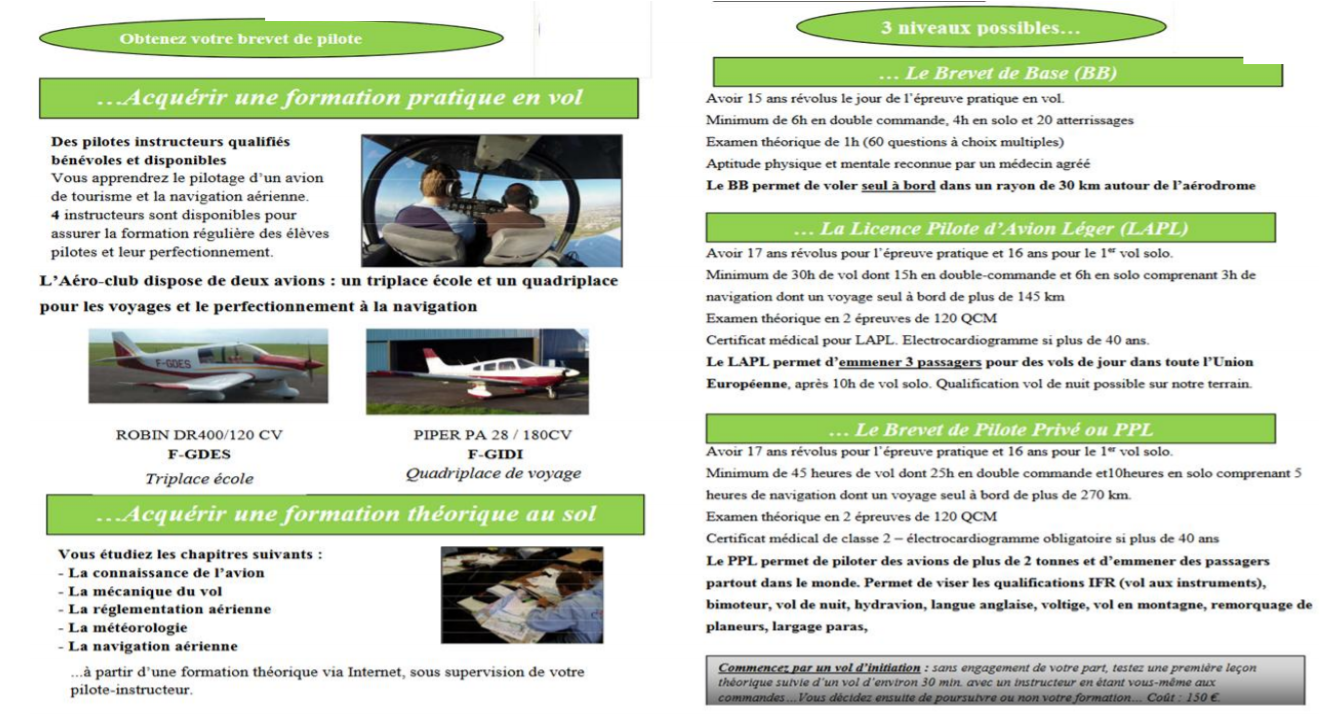 Obtenez votre brevet de pilote
…Acquérir une formation pratique en vol
Des pilotes instructeurs qualifiés
bénévoles et disponibles
Vous apprendrez le pilotage d’un avion
de tourisme et la navigation aérienne.
4 instructeurs sont disponibles pour
assurer la formation régulière des élèves
pilotes et leur perfectionnement.
L’Aéro-club dispose de deux avions : un triplace école et un quadriplace
pour les voyages et le perfectionnement à la navigation
F-GDES
ROBIN DR400/120 CV
F-GDES
Triplace école
PIPER PA 28 / 180CV
F-GIDI
Quadriplace de voyage
…Acquérir une formation théorique au sol
Vous étudiez les chapitres suivants :
- La connaissance de l’avion
- La mécanique du vol
- La réglementation aérienne
- La météorologie
- La navigation aérienne
...à partir d’une formation théorique via Internet, sous supervision de votre
pilote-instructeur.
3 niveaux possibles…
… Le Brevet de Base (BB)
Avoir 15 ans révolus le jour de l’épreuve pratique en vol.
Minimum de 6h en double commande, 4h en solo et 20 atterrissages
Examen théorique de 1h (60 questions à choix multiples)
Aptitude physique et mentale reconnue par un médecin agréé
Le BB permet de voler seul à bord dans un rayon de 30 km autour de l’aérodrome
… La Licence Pilote d’Avion Léger (LAPL)
Avoir 17 ans révolus pour l’épreuve pratique et 16 ans pour le 1er vol solo.
Minimum de 30h de vol dont 15h en double-commande et 6h en solo comprenant 3h de
navigation dont un voyage seul à bord de plus de 145 km
Examen théorique en 2 épreuves de 120 QCM
Certificat médical pour LAPL. Electrocardiogramme si plus de 40 ans.
Le LAPL permet d’emmener 3 passagers pour des vols de jour dans toute l’Union
Européenne, après 10h de vol solo. Qualification vol de nuit possible sur notre terrain.
… Le Brevet de Pilote Privé ou PPL
Avoir 17 ans révolus pour l’épreuve pratique et 16 ans pour le 1er vol solo.
Minimum de 45 heures de vol dont 25h en double commande et10heures en solo comprenant 5
heures de navigation dont un voyage seul à bord de plus de 270 km.
Examen théorique en 2 épreuves de 120 QCM
Certificat médical de classe 2 – électrocardiogramme obligatoire si plus de 40 ans
Le PPL permet de piloter des avions de plus de 2 tonnes et d’emmener des passagers
partout dans le monde. Permet de viser les qualifications IFR (vol aux instruments),
bimoteur, vol de nuit, hydravion, langue anglaise, voltige, vol en montagne, remorquage de
planeurs, largage paras,
Commencez par un vol d’initiation : sans engagement de votre part, testez une première leçon
théorique suivie d’un vol d’environ 30 min. avec un instructeur en étant vous-même aux
commandes…Vous décidez ensuite de poursuivre ou non votre formation… Coût : 150 €.